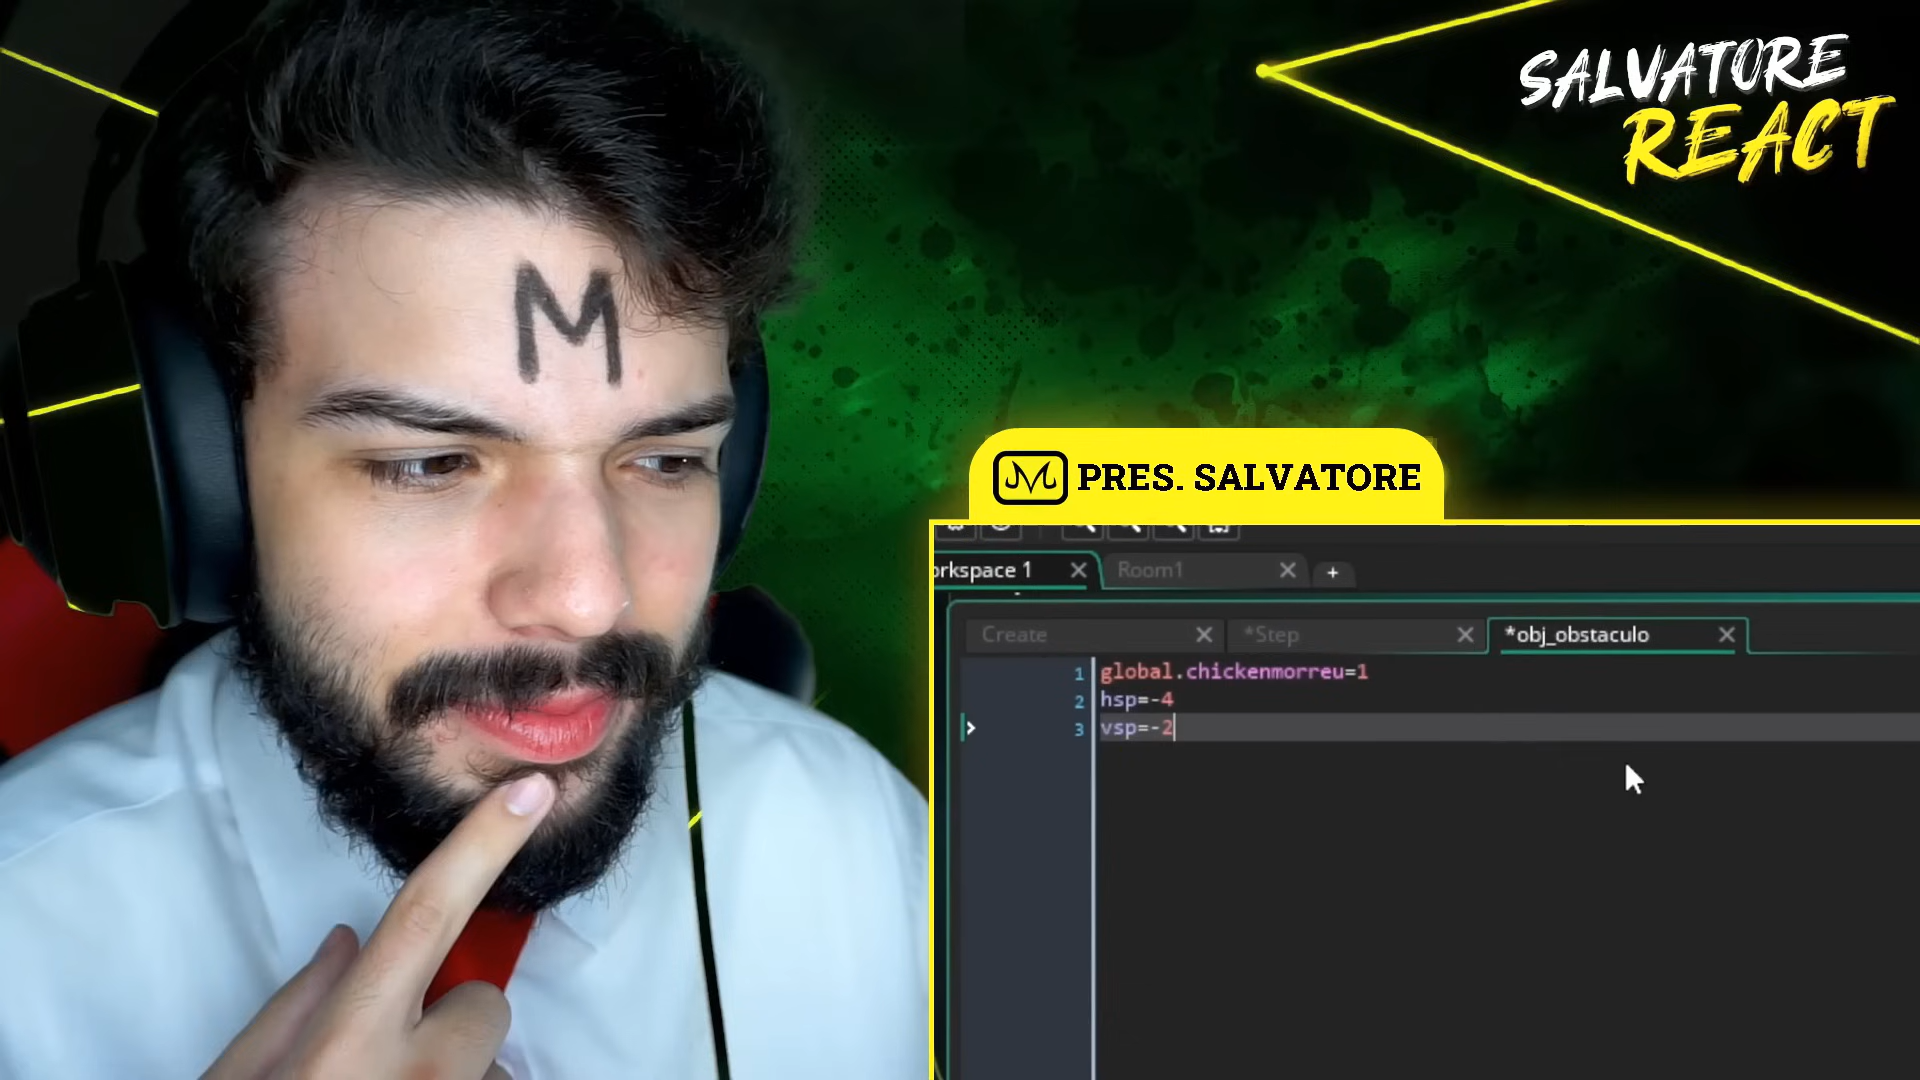 SALVATORE
REACT
M
PRES. SALVATORE
orkspace 1
Room1
+
Create
*Step
*obj_obstaculo
1 global.chickenmorreu=1
2 hsp=-4
3 vsp=-2